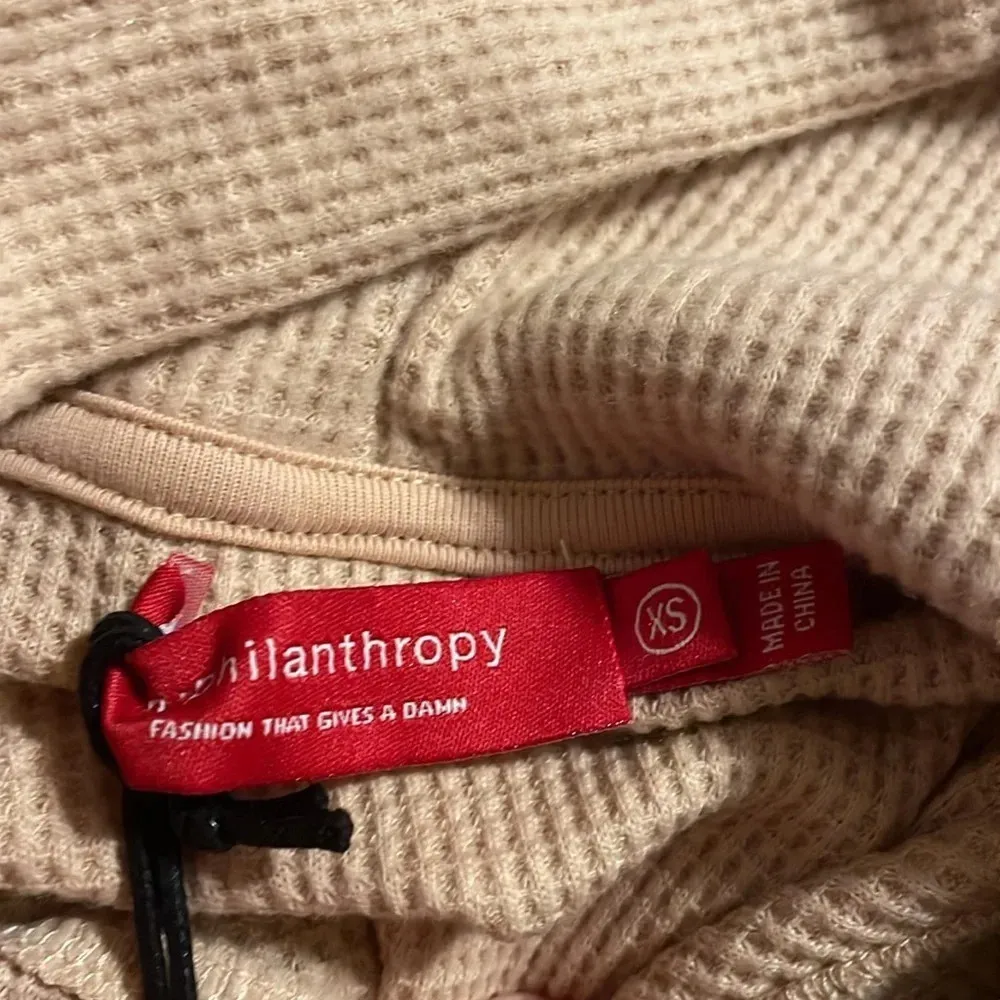 n:philanthropy
FASHION THAT GIVES A DAMN
XS
MADE IN
CHINA